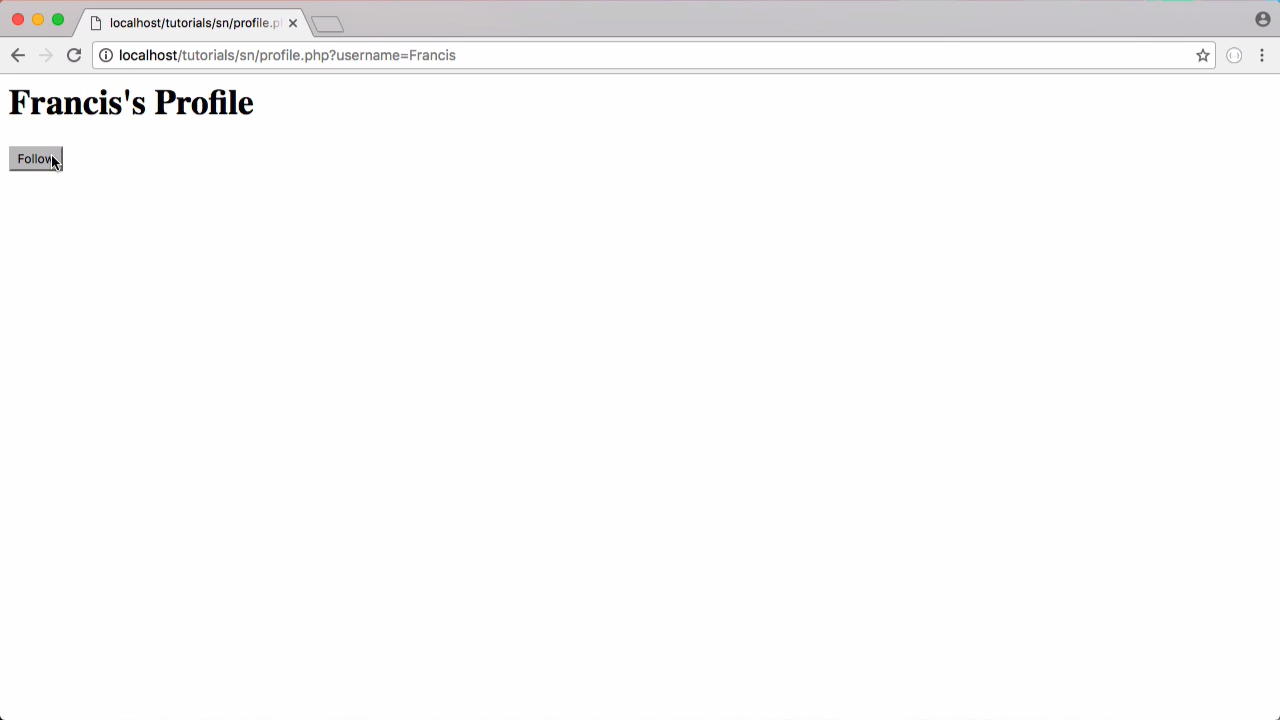 localhost/tutorials/sn/profile.p
localhost/tutorials/sn/profile.php?username=Francis
Francis's Profile
Follow